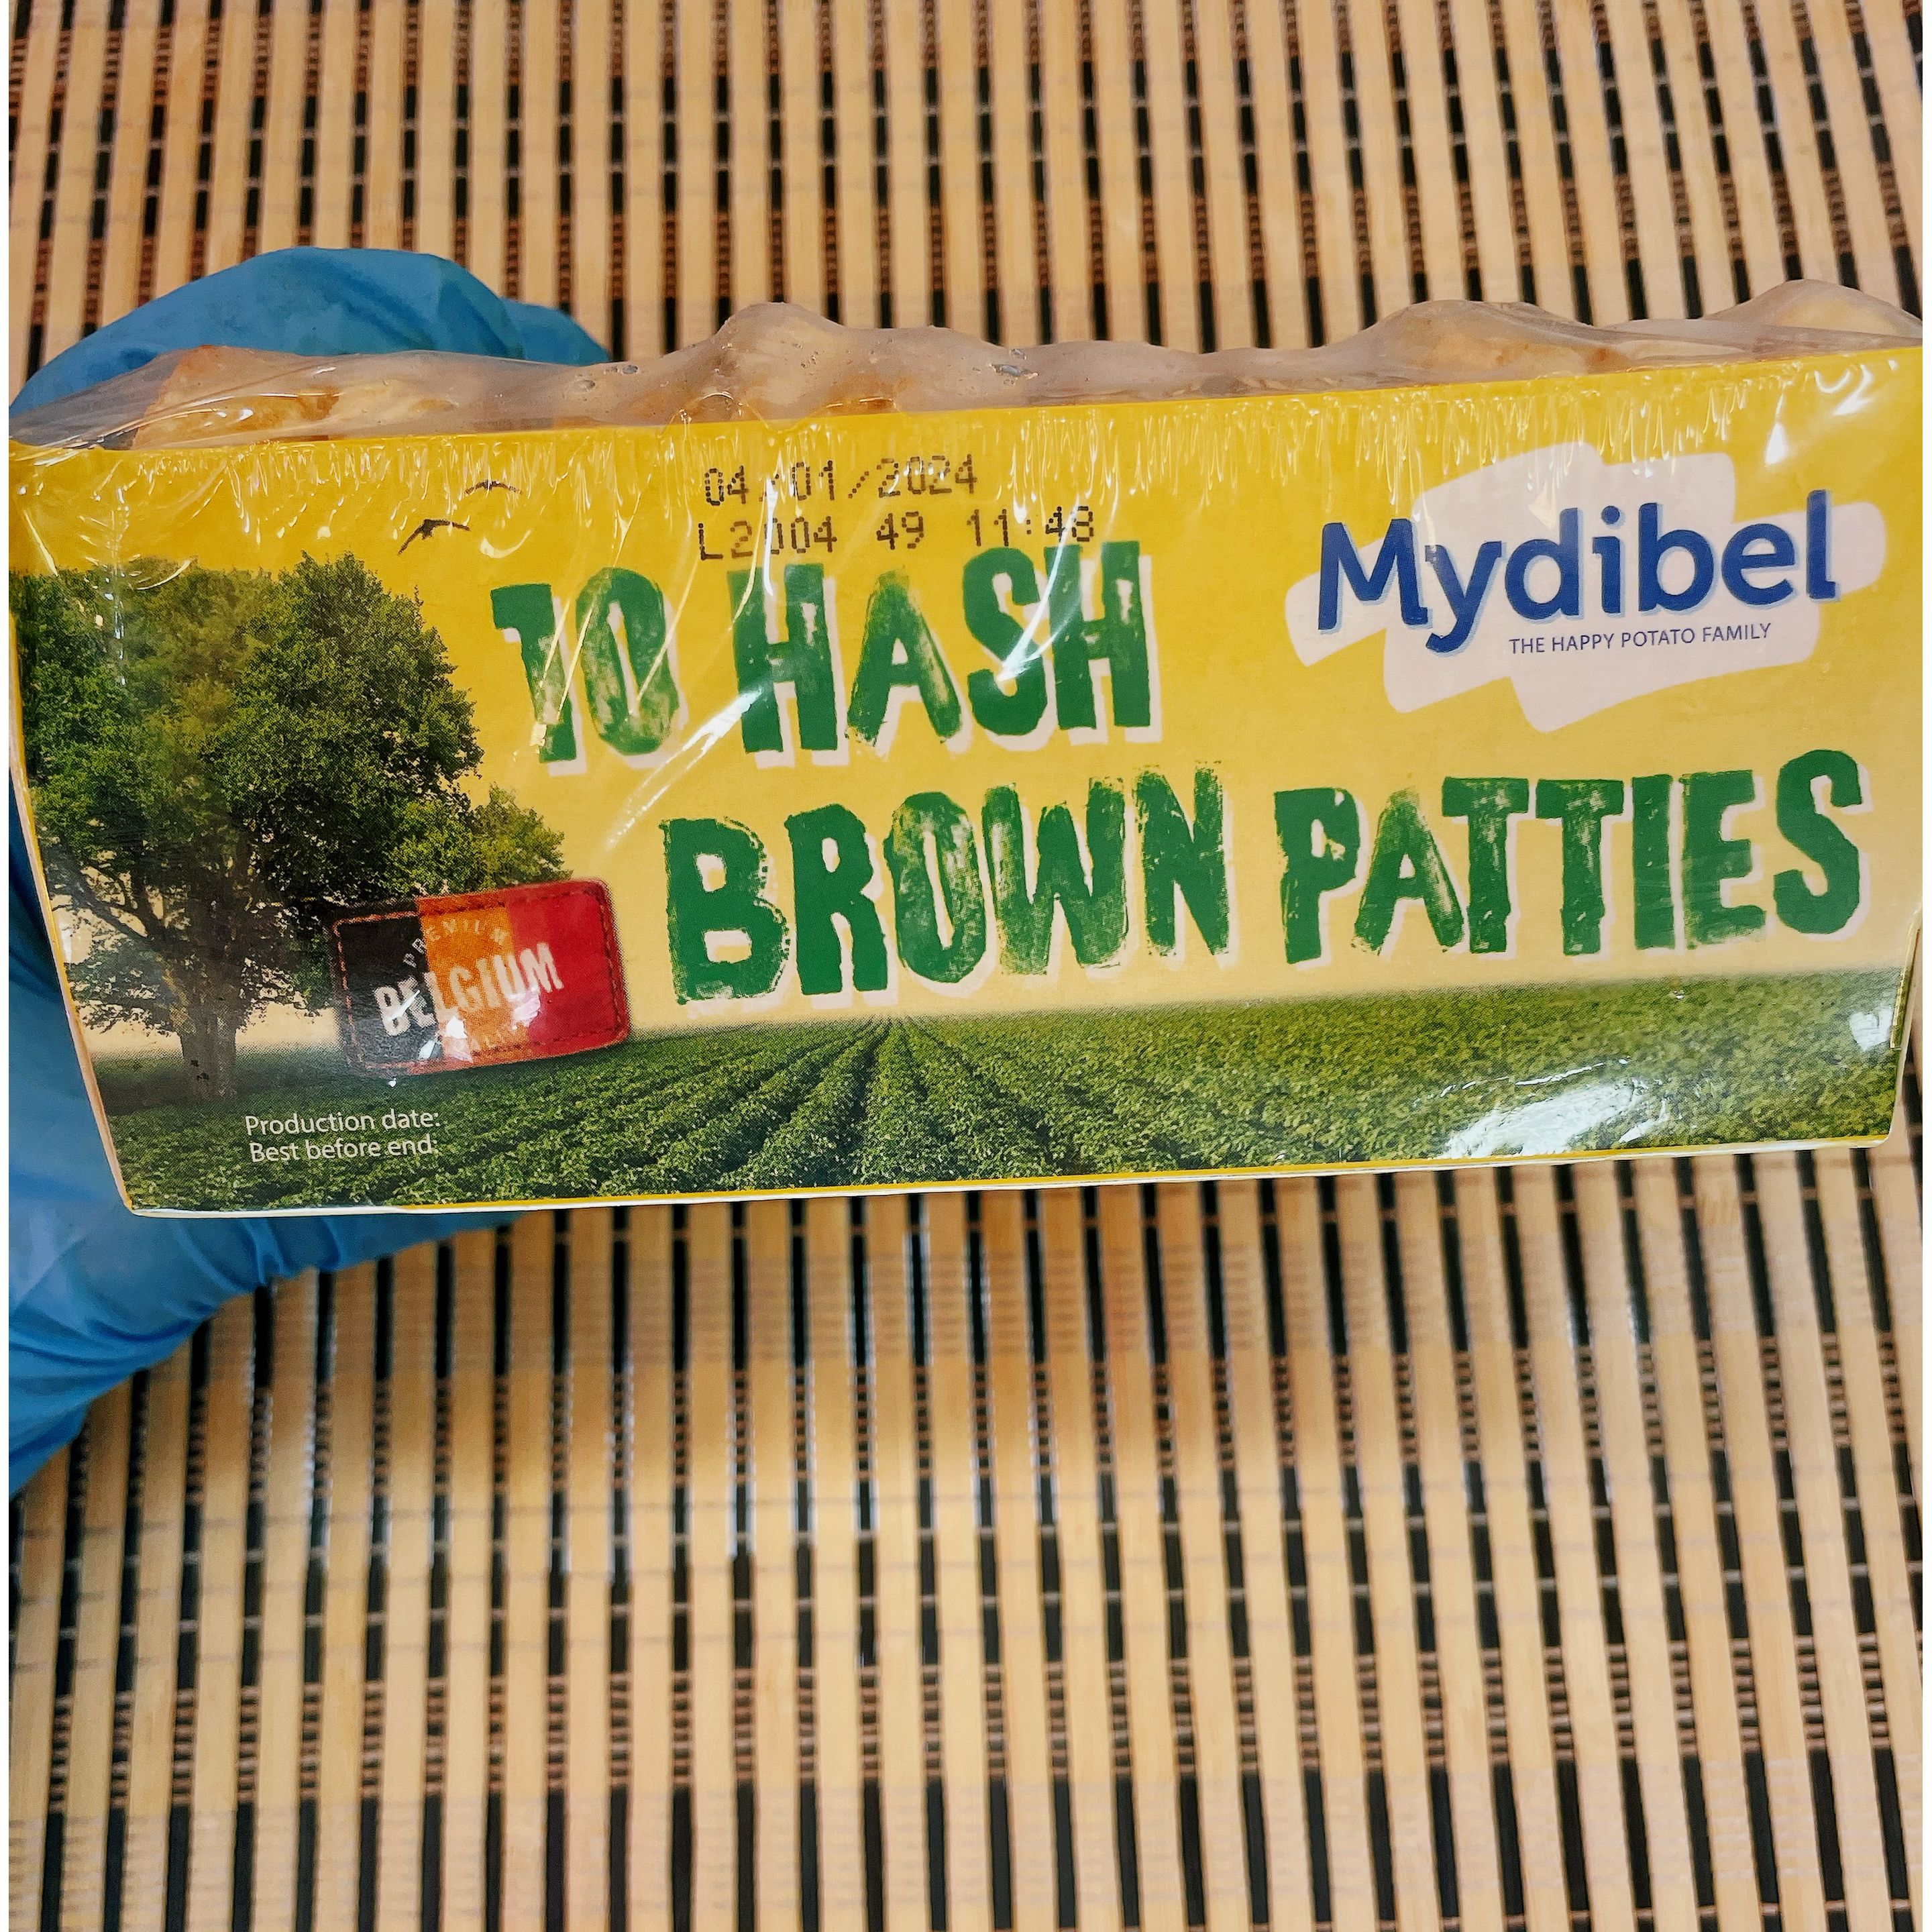 04/01/2024
L2004 49 11:48
Mydibel
THE HAPPY POTATO FAMILY
10 HASH
BROWN PATTIES
PREMIUM
BELGIUM
Production date:
Best before end: